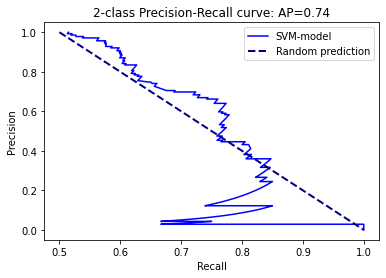 2-class Precision-Recall curve: AP=0.74
SVM-model
Random prediction
Precision
1.0
0.8
0.6
0.4
0.2
0.0
0.5
0.6
0.7
0.8
0.9
1.0
Recall